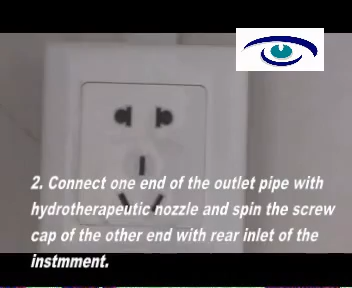 2. Connect one end of the outlet pipe with
hydrotherapeutic nozzle and spin the screw
cap of the other end with rear inlet of the
instmment.